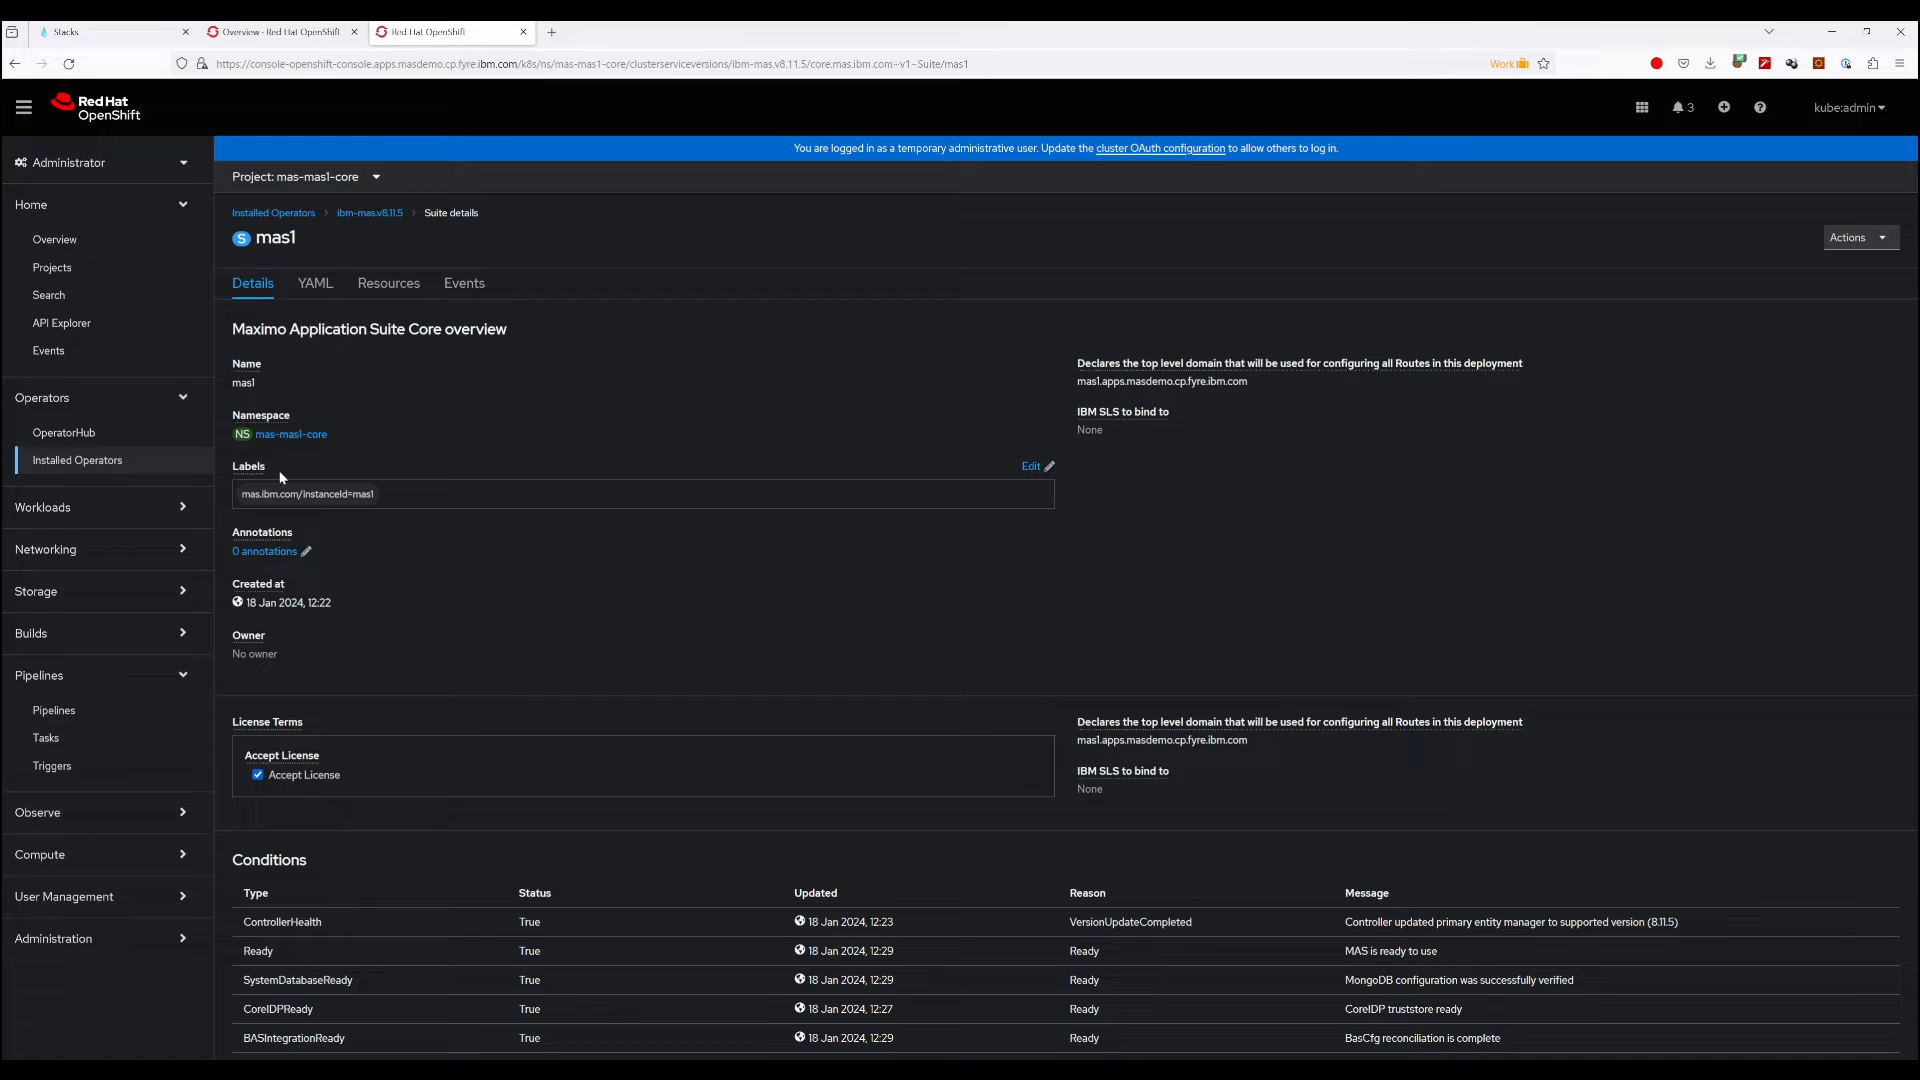 Stacks
Overview - Red Hat OpenShift
Red Hat OpenShift
https://console-openshift-console.apps.masdemo.cp.fyre.ibm.com/k8s/ns/mas-mas1-core/clusterserviceversions/ibm-mas.v8.11.5/core.mas.ibm.com~v1~Suite/mas1
Work
Red Hat
OpenShift
3
kube:admin
You are logged in as a temporary administrative user. Update the cluster OAuth configuration to allow others to log in.
Administrator
Home
Overview
Projects
Search
API Explorer
Events
Operators
OperatorHub
Installed Operators
Workloads
Networking
Storage
Builds
Pipelines
Pipelines
Tasks
Triggers
Observe
Compute
User Management
Administration
Project: mas-mas1-core
Installed Operators > ibm-mas.v8.11.5 > Suite details
S mas1
Actions
Details YAML Resources Events
Maximo Application Suite Core overview
Name
mas1
Namespace
NS mas-mas1-core
Labels
Edit
mas.ibm.com/instanceId=mas1
Annotations
0 annotations
Created at
18 Jan 2024, 12:22
Owner
No owner
Declares the top level domain that will be used for configuring all Routes in this deployment
mas1.apps.masdemo.cp.fyre.ibm.com
IBM SLS to bind to
None
License Terms
Accept License
Accept License
Declares the top level domain that will be used for configuring all Routes in this deployment
mas1.apps.masdemo.cp.fyre.ibm.com
IBM SLS to bind to
None
Conditions
Type Status Updated Reason Message
ControllerHealth True 18 Jan 2024, 12:23 VersionUpdateCompleted Controller updated primary entity manager to supported version (8.11.5)
Ready True 18 Jan 2024, 12:29 Ready MAS is ready to use
SystemDatabaseReady True 18 Jan 2024, 12:29 Ready MongoDB configuration was successfully verified
CoreIDPReady True 18 Jan 2024, 12:27 Ready CoreIDP truststore ready
BASIntegrationReady True 18 Jan 2024, 12:29 Ready BasCfg reconciliation is complete